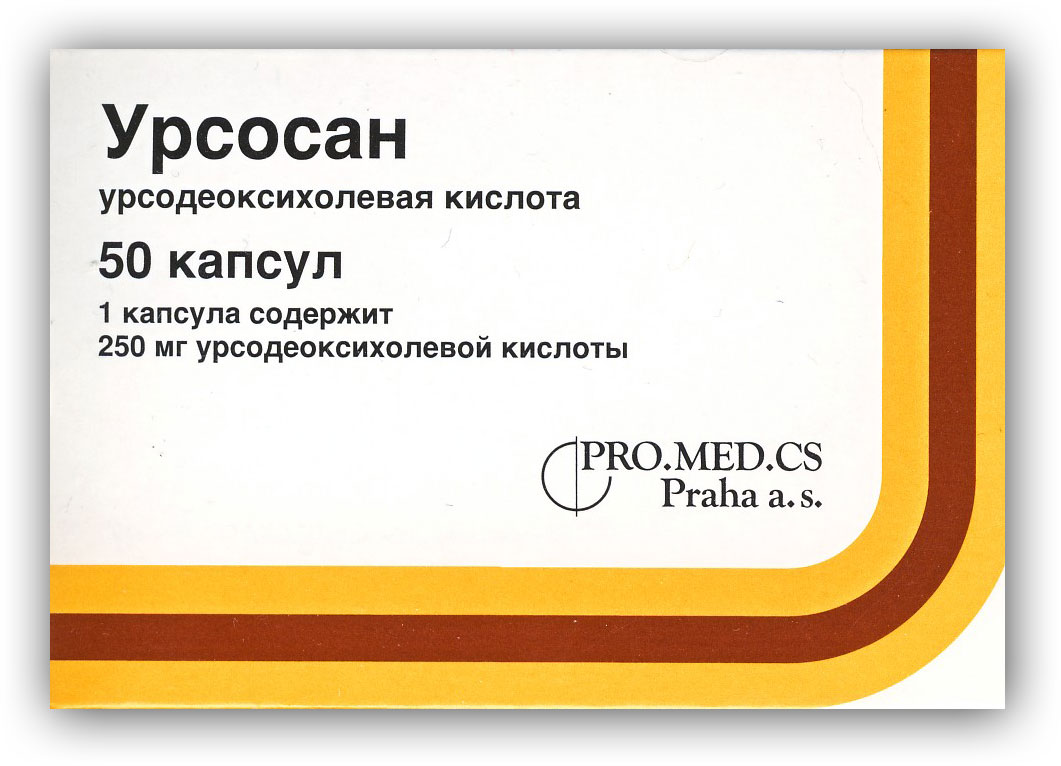 Урсосан
урсодеоксихолевая кислота
50 капсул
1 капсула содержит
250 мг урсодеоксихолевой кислоты
PRO.MED.CS
Praha a.s.